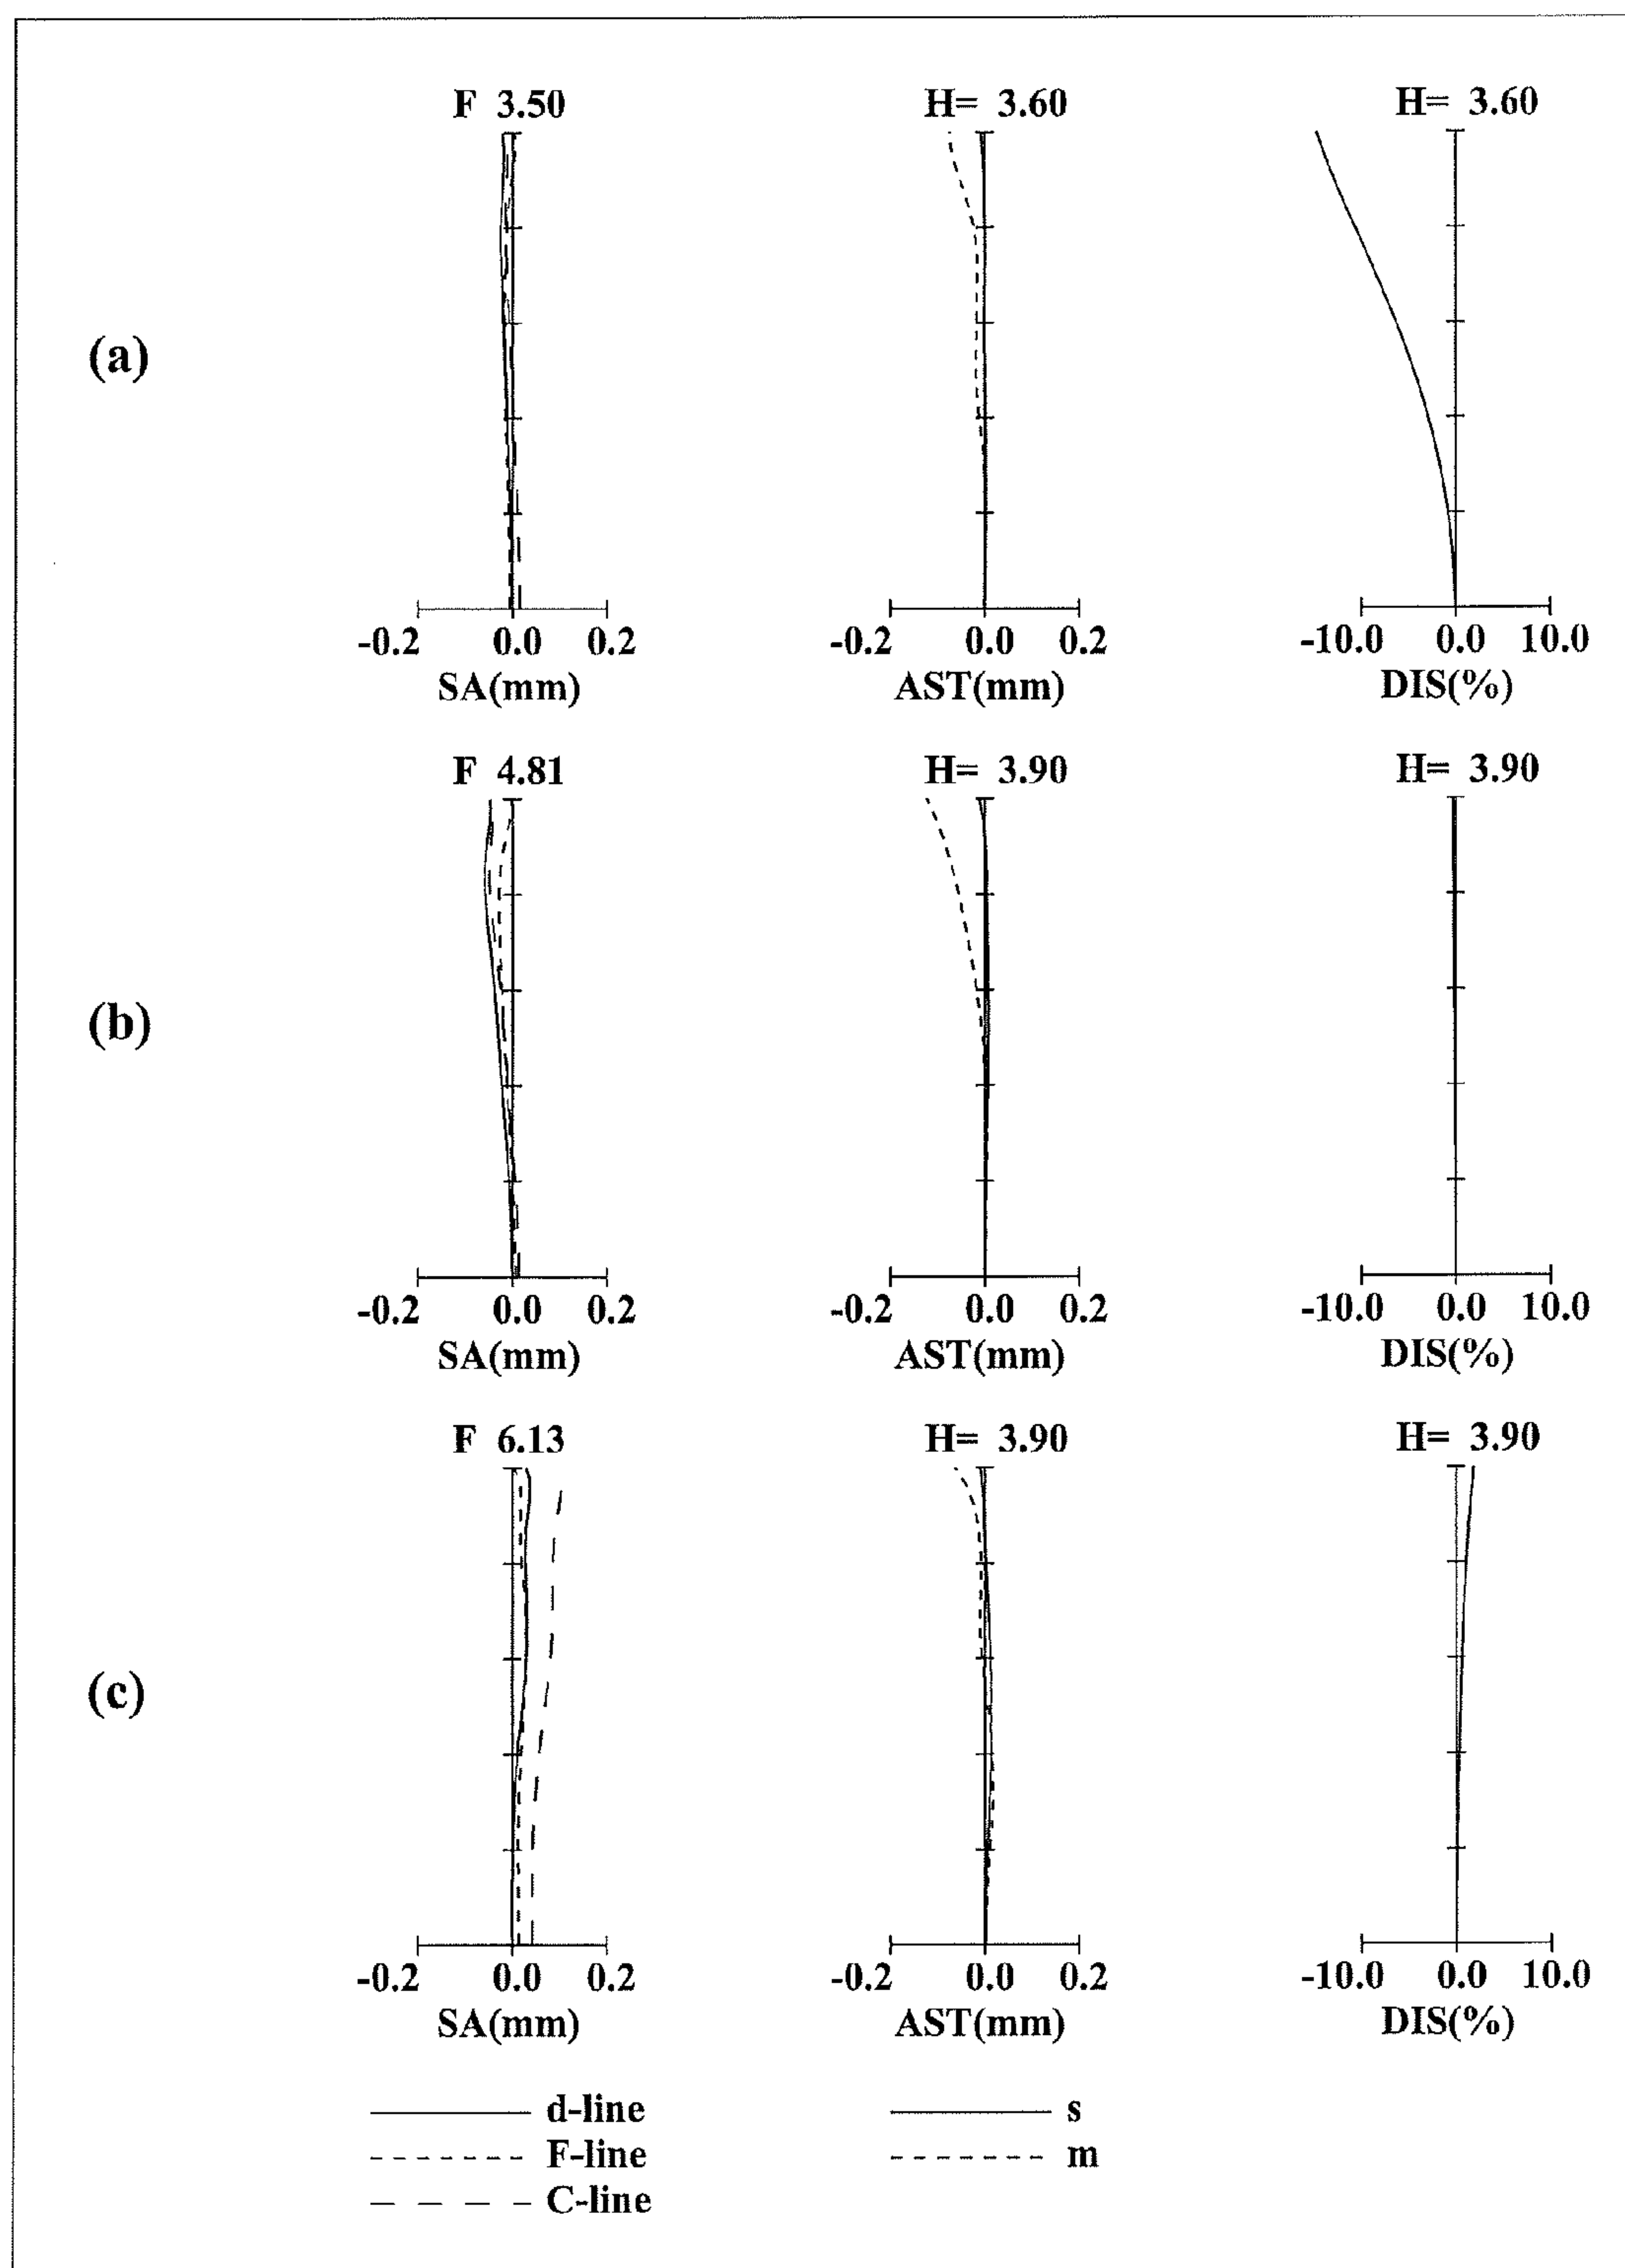 F 3.50 H= 3.60 H= 3.60
(a)
-0.2 0.0 0.2 -0.2 0.0 0.2 -10.0 0.0 10.0
SA(mm) AST(mm) DIS(%)
F 4.81 H= 3.90 H= 3.90
(b)
-0.2 0.0 0.2 -0.2 0.0 0.2 -10.0 0.0 10.0
SA(mm) AST(mm) DIS(%)
F 6.13 H= 3.90 H= 3.90
(c)
-0.2 0.0 0.2 -0.2 0.0 0.2 -10.0 0.0 10.0
SA(mm) AST(mm) DIS(%)
d-line s
F-line m
C-line